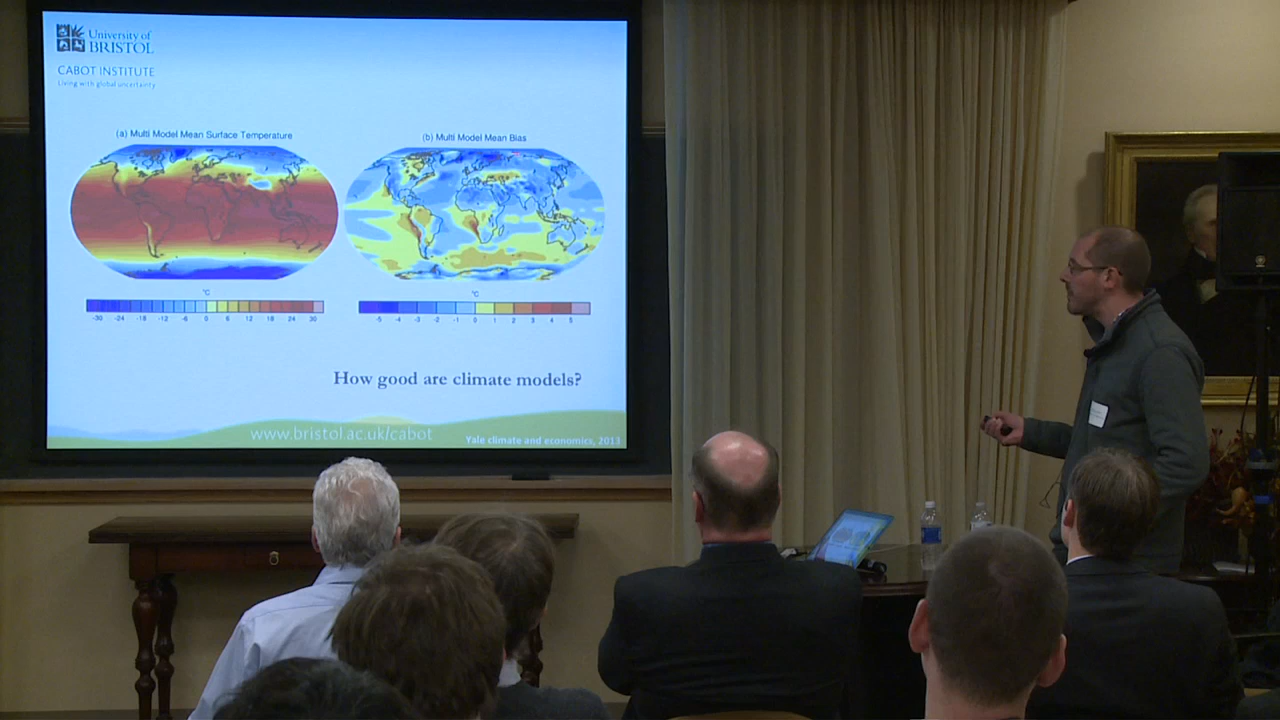 University of
BRISTOL
CABOT INSTITUTE
Living with global uncertainty
(a) Multi Model Mean Surface Temperature
(b) Multi Model Mean Bias
°C
-30 -24 -18 -12 -6 0 6 12 18 24 30
°C
-5 -4 -3 -2 -1 0 1 2 3 4 5
How good are climate models?
www.bristol.ac.uk/cabot
Yale climate and economics, 2013